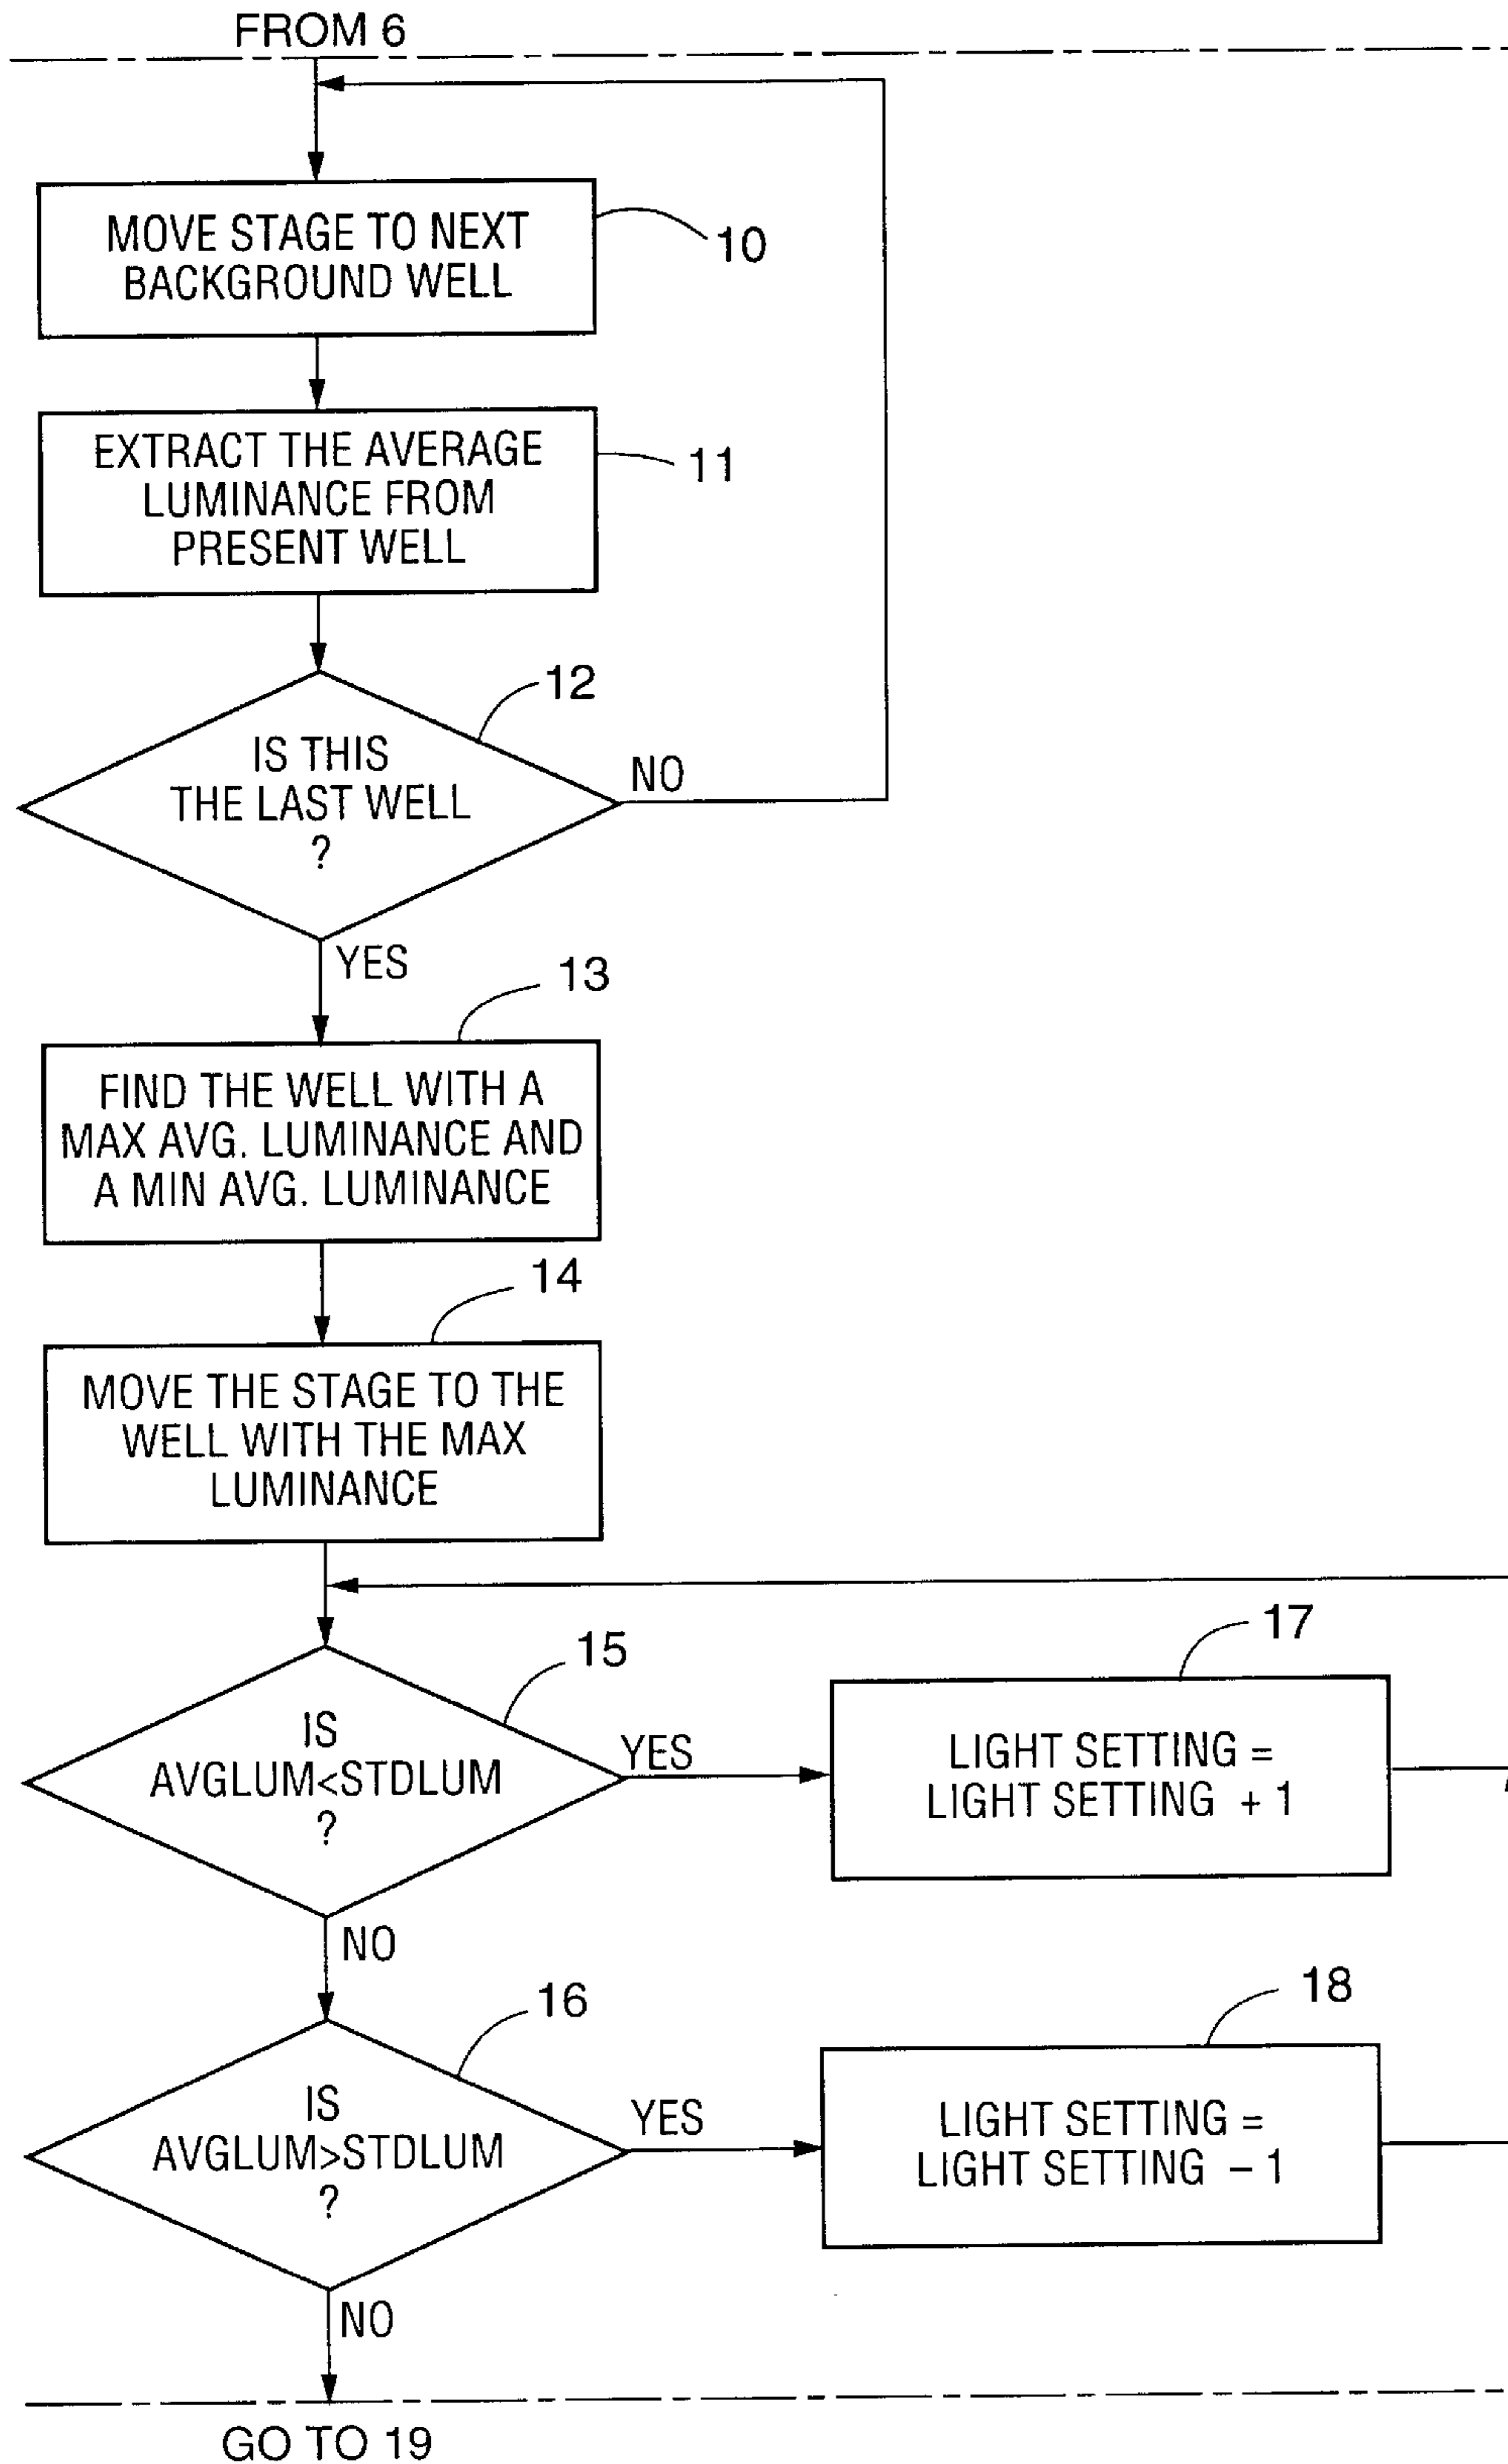 FROM 6
MOVE STAGE TO NEXT
BACKGROUND WELL
10
EXTRACT THE AVERAGE
LUMINANCE FROM
PRESENT WELL
11
12
IS THIS
THE LAST WELL
?
NO
YES
13
FIND THE WELL WITH A
MAX AVG. LUMINANCE AND
A MIN AVG. LUMINANCE
14
MOVE THE STAGE TO THE
WELL WITH THE MAX
LUMINANCE
15
IS
AVGLUM<STDLUM
?
YES
17
LIGHT SETTING =
LIGHT SETTING + 1
NO
16
IS
AVGLUM>STDLUM
?
YES
18
LIGHT SETTING =
LIGHT SETTING – 1
NO
GO TO 19